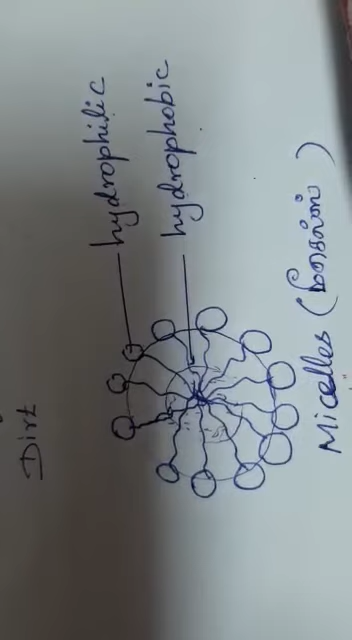 Dirt
hydrophilic
hydrophobic
Micelles (மிசெல்ஸ்)